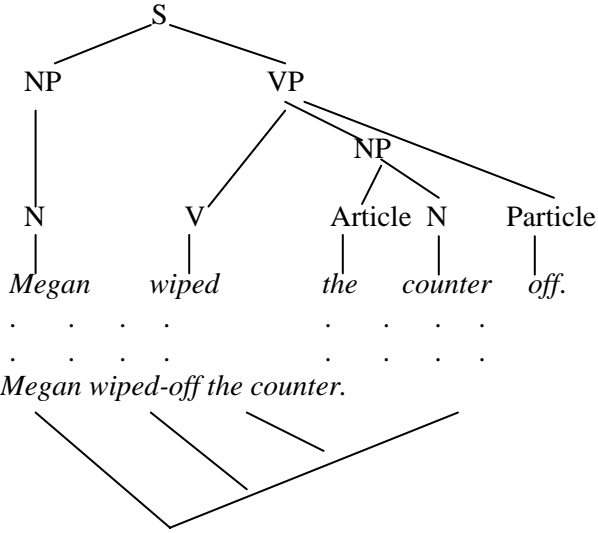 S
NP VP
NP
N V Article N Particle
Megan wiped the counter off.
. . . . . . . .
. . . . . . . .
Megan wiped-off the counter.